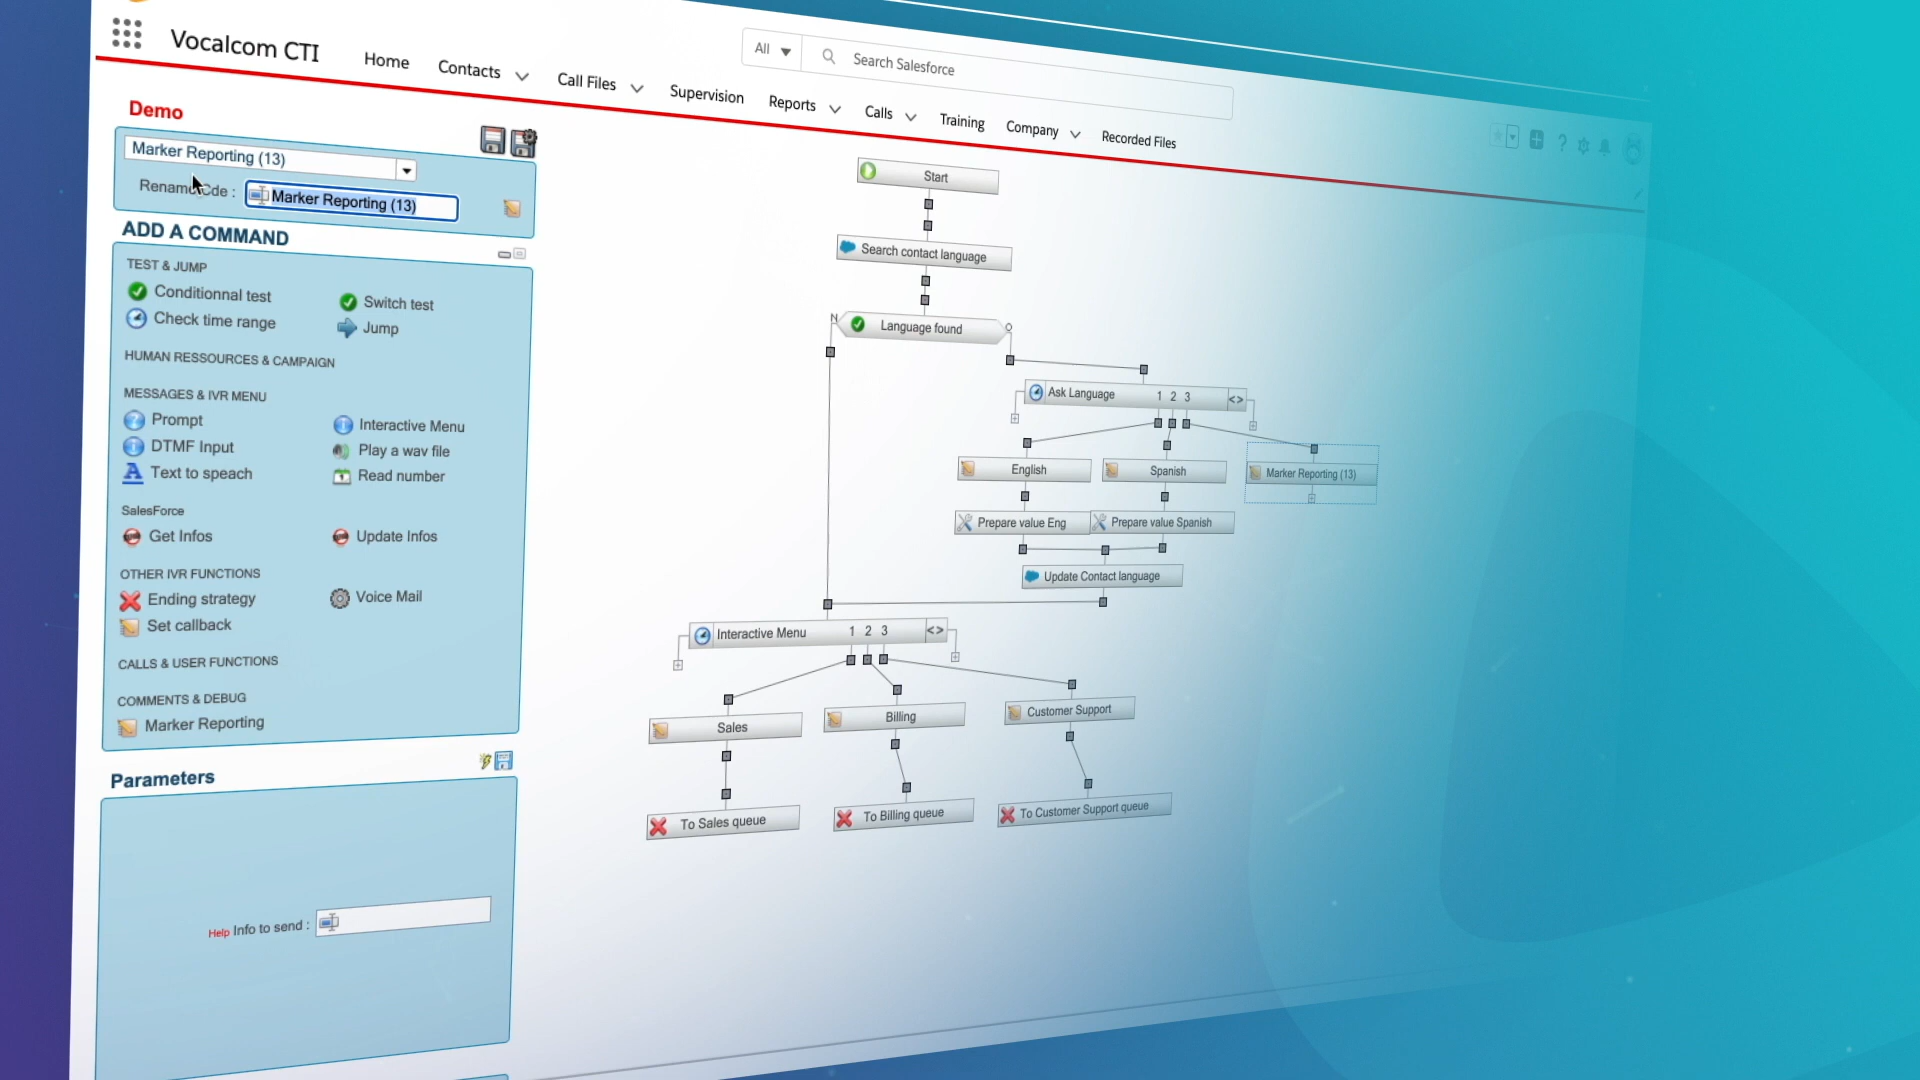 Vocalcom CTI
Home
Contacts
Call Files
Supervision
Reports
Calls
Training
Company
Recorded Files
All
Search Salesforce
Demo
Marker Reporting (13)
Marker Reporting (13)
ADD A COMMAND
TEST & JUMP
Conditionnal test
Switch test
Check time range
Jump
HUMAN RESSOURCES & CAMPAIGN
MESSAGES & IVR MENU
Prompt
Interactive Menu
DTMF Input
Play a wav file
Text to speach
Read number
SalesForce
Get Infos
Update Infos
OTHER IVR FUNCTIONS
Ending strategy
Voice Mail
Set callback
CALLS & USER FUNCTIONS
COMMENTS & DEBUG
Marker Reporting
Parameters
Help Info to send :
Start
Search contact language
N
Language found
O
Ask Language 1 2 3 <>
English
Spanish
Marker Reporting (13)
Prepare value Eng
Prepare value Spanish
Update Contact language
Interactive Menu 1 2 3 <>
Sales
Billing
Customer Support
To Sales queue
To Billing queue
To Customer Support queue